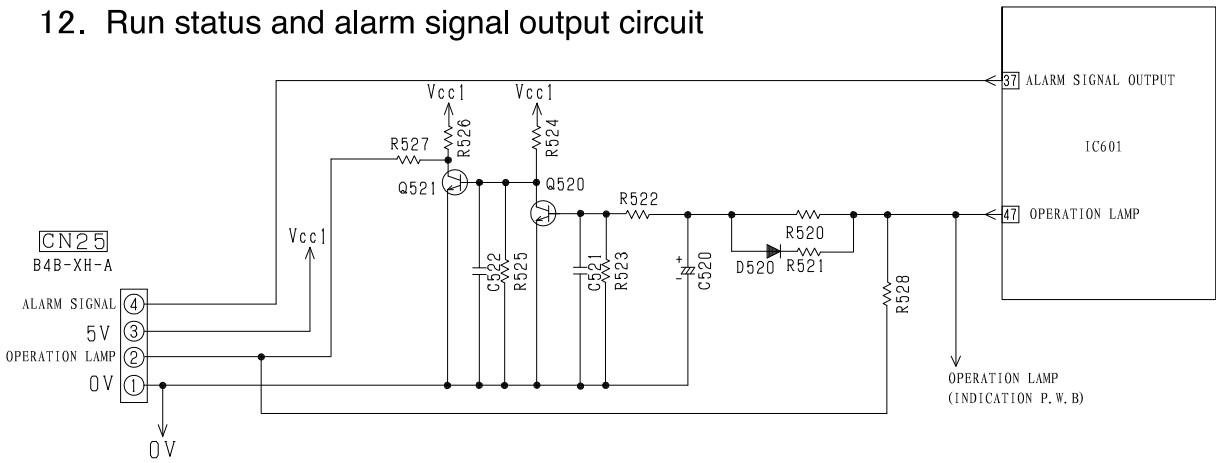 12. Run status and alarm signal output circuit
37 ALARM SIGNAL OUTPUT
Vcc1
Vcc1
R526
R524
R527
IC601
Q521
Q520
R522
47 OPERATION LAMP
R520
CN25
B4B-XH-A
Vcc1
C522
R525
C521
R523
+
-
C520
D520
R521
R528
ALARM SIGNAL 4
5V 3
OPERATION LAMP 2
0V 1
OPERATION LAMP
(INDICATION P.W.B)
0V